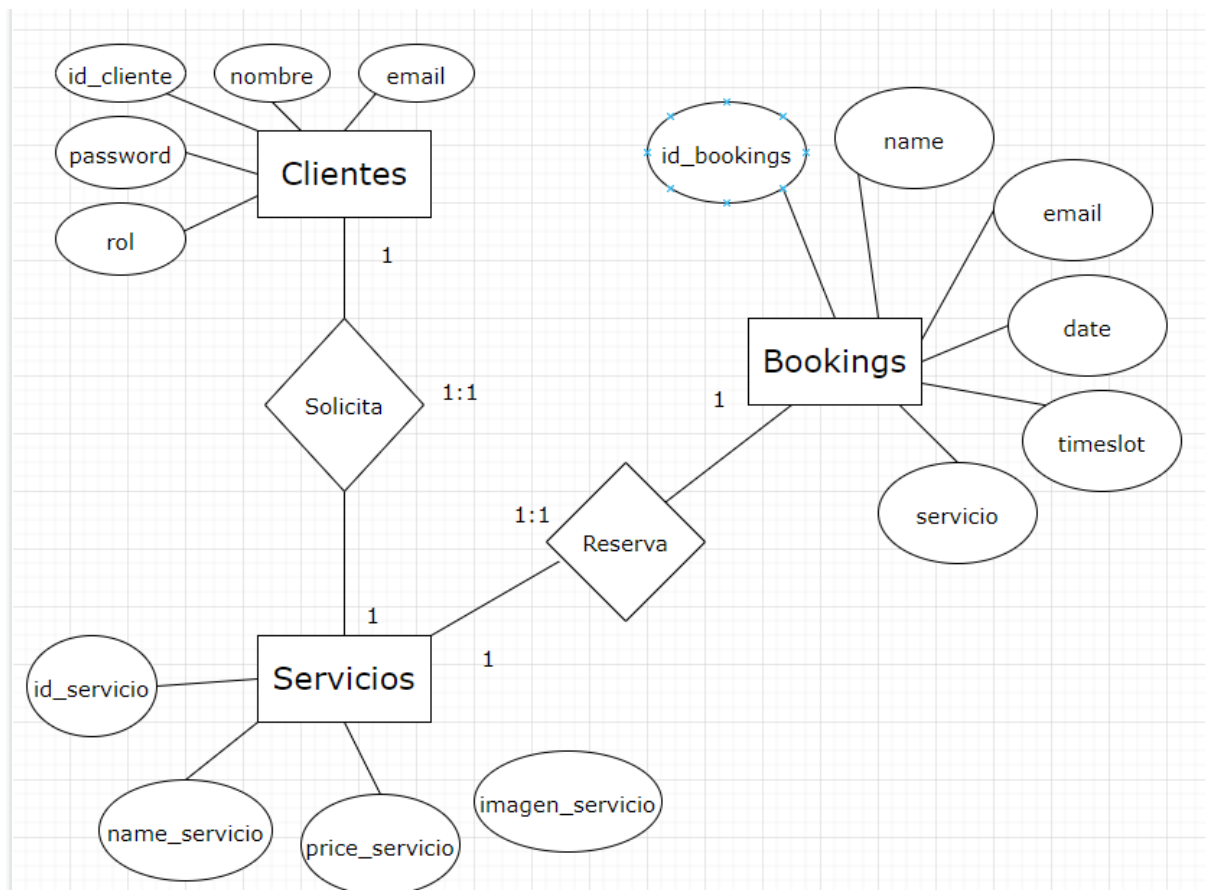 id_cliente
nombre
email
password
Clientes
rol
1
Solicita
1:1
1
Servicios
id_servicio
name_servicio
price_servicio
imagen_servicio
1
1:1
Reserva
1
id_bookings
name
email
date
Bookings
timeslot
servicio